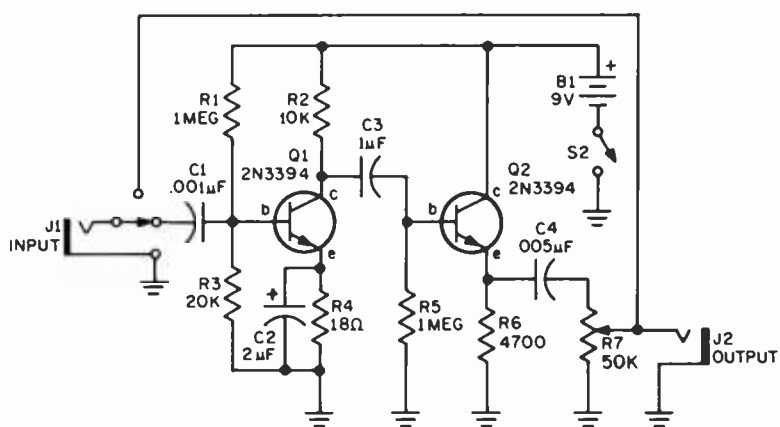 R1
1MEG
R2
10K
C3
1µF
B1
9V
+
S2
Q1
2N3394
Q2
2N3394
C1
.001µF
J1
INPUT
b
c
e
b
c
e
C4
.005µF
R3
20K
+
C2
2µF
R4
18Ω
R5
1MEG
R6
4700
R7
50K
J2
OUTPUT